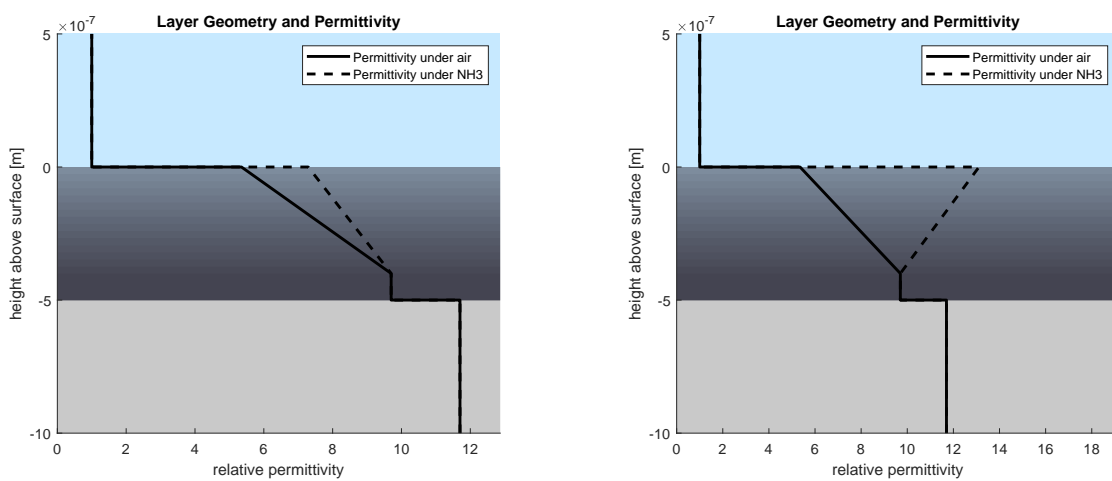 Layer Geometry and Permittivity
×10⁻⁷
5
0
-5
-10
height above surface [m]
0 2 4 6 8 10 12
relative permittivity
Permittivity under air
Permittivity under NH3
Layer Geometry and Permittivity
×10⁻⁷
5
0
-5
-10
height above surface [m]
0 2 4 6 8 10 12 14 16 18
relative permittivity
Permittivity under air
Permittivity under NH3